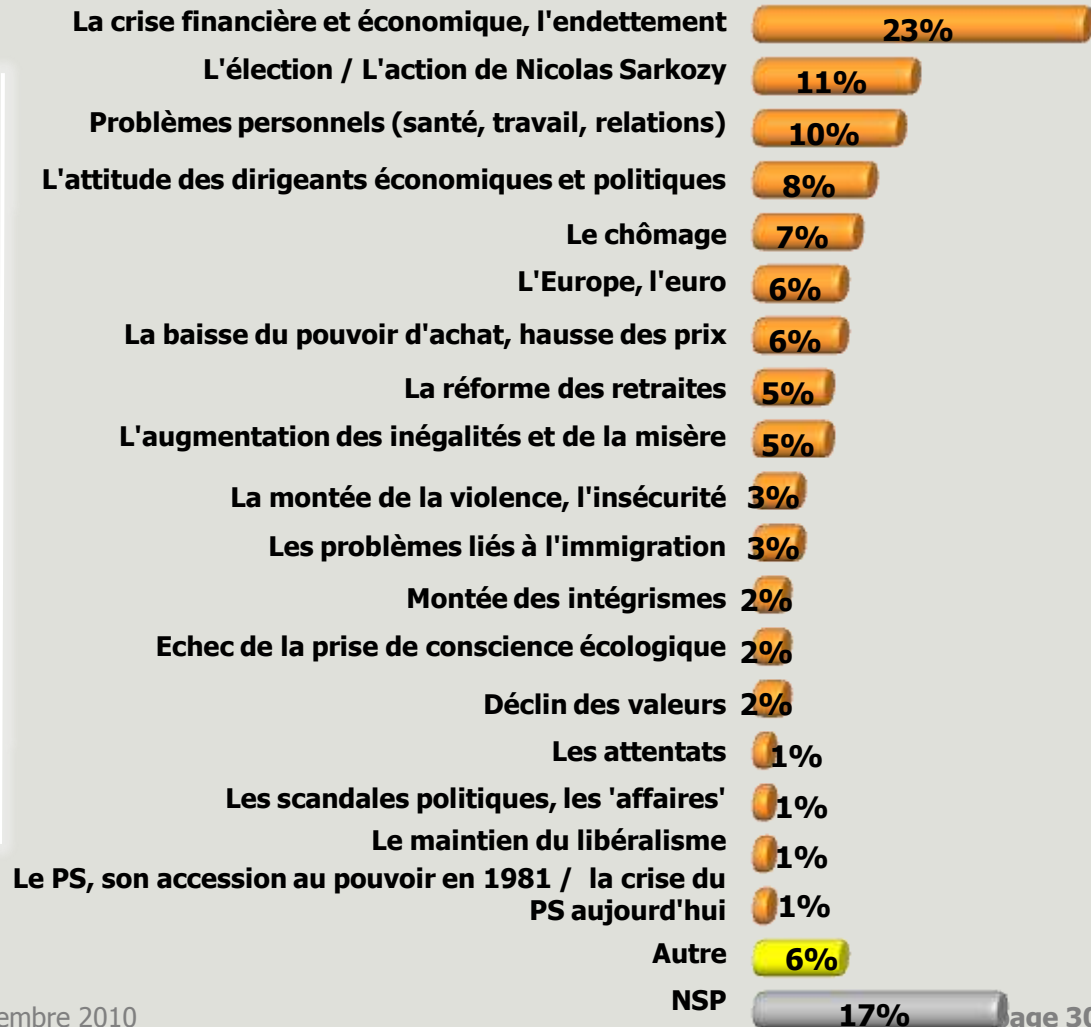 La crise financière et économique, l'endettement 23%
L'élection / L'action de Nicolas Sarkozy 11%
Problèmes personnels (santé, travail, relations) 10%
L'attitude des dirigeants économiques et politiques 8%
Le chômage 7%
L'Europe, l'euro 6%
La baisse du pouvoir d'achat, hausse des prix 6%
La réforme des retraites 5%
L'augmentation des inégalités et de la misère 5%
La montée de la violence, l'insécurité 3%
Les problèmes liés à l'immigration 3%
Montée des intégrismes 2%
Echec de la prise de conscience écologique 2%
Déclin des valeurs 2%
Les attentats 1%
Les scandales politiques, les 'affaires' 1%
Le maintien du libéralisme 1%
Le PS, son accession au pouvoir en 1981 / la crise du
PS aujourd'hui 1%
Autre 6%
NSP 17%
2010